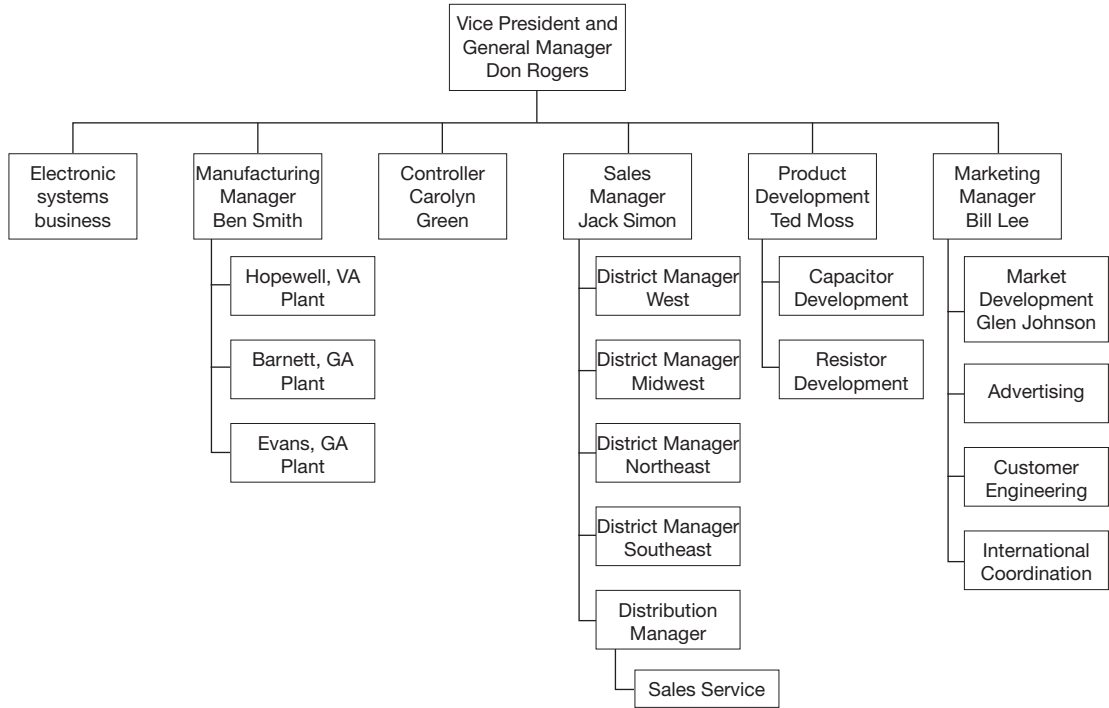 Vice President and
General Manager
Don Rogers
Electronic
systems
business
Manufacturing
Manager
Ben Smith
Controller
Carolyn
Green
Sales
Manager
Jack Simon
Product
Development
Ted Moss
Marketing
Manager
Bill Lee
Hopewell, VA
Plant
Barnett, GA
Plant
Evans, GA
Plant
District Manager
West
District Manager
Midwest
District Manager
Northeast
District Manager
Southeast
Distribution
Manager
Sales Service
Capacitor
Development
Resistor
Development
Market
Development
Glen Johnson
Advertising
Customer
Engineering
International
Coordination